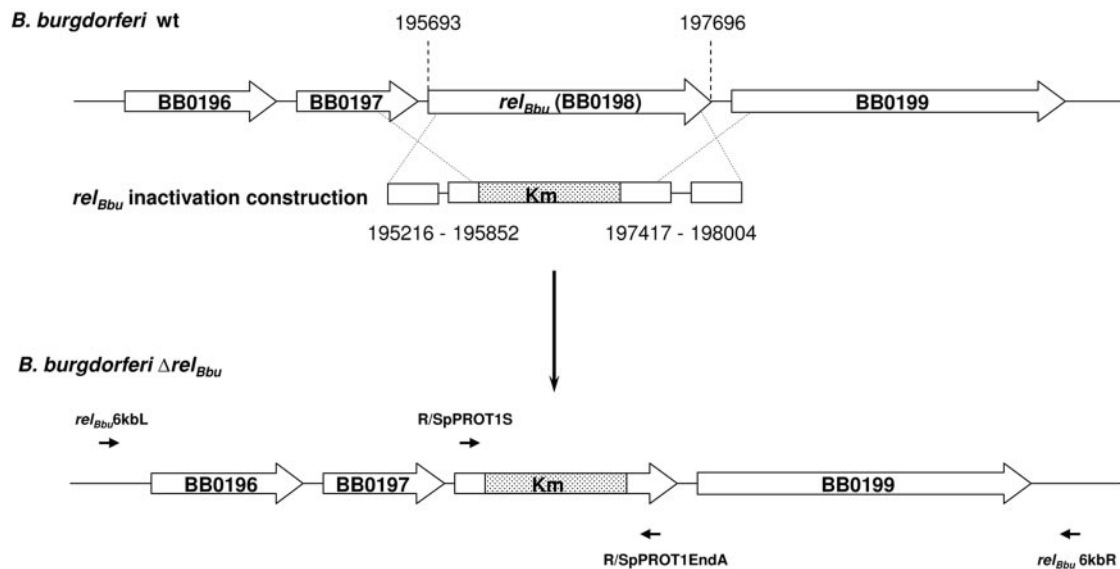 B. burgdorferi wt
195693 197696
BB0196 BB0197 relBbu (BB0198) BB0199
relBbu inactivation construction Km
195216 - 195852 197417 - 198004
B. burgdorferi ΔrelBbu
relBbu6kbL R/SpPROT1S
BB0196 BB0197 Km BB0199
R/SpPROT1EndA relBbu 6kbR